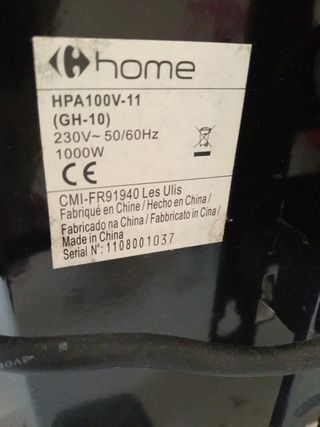 home
HPA100V-11
(GH-10)
230V~ 50/60Hz
1000W
CE
CMI-FR91940 Les Ulis
Fabriqué en Chine / Hecho en China /
Fabricado na China / Fabbricato in Cina /
Made in China
Serial N°: 1108001037